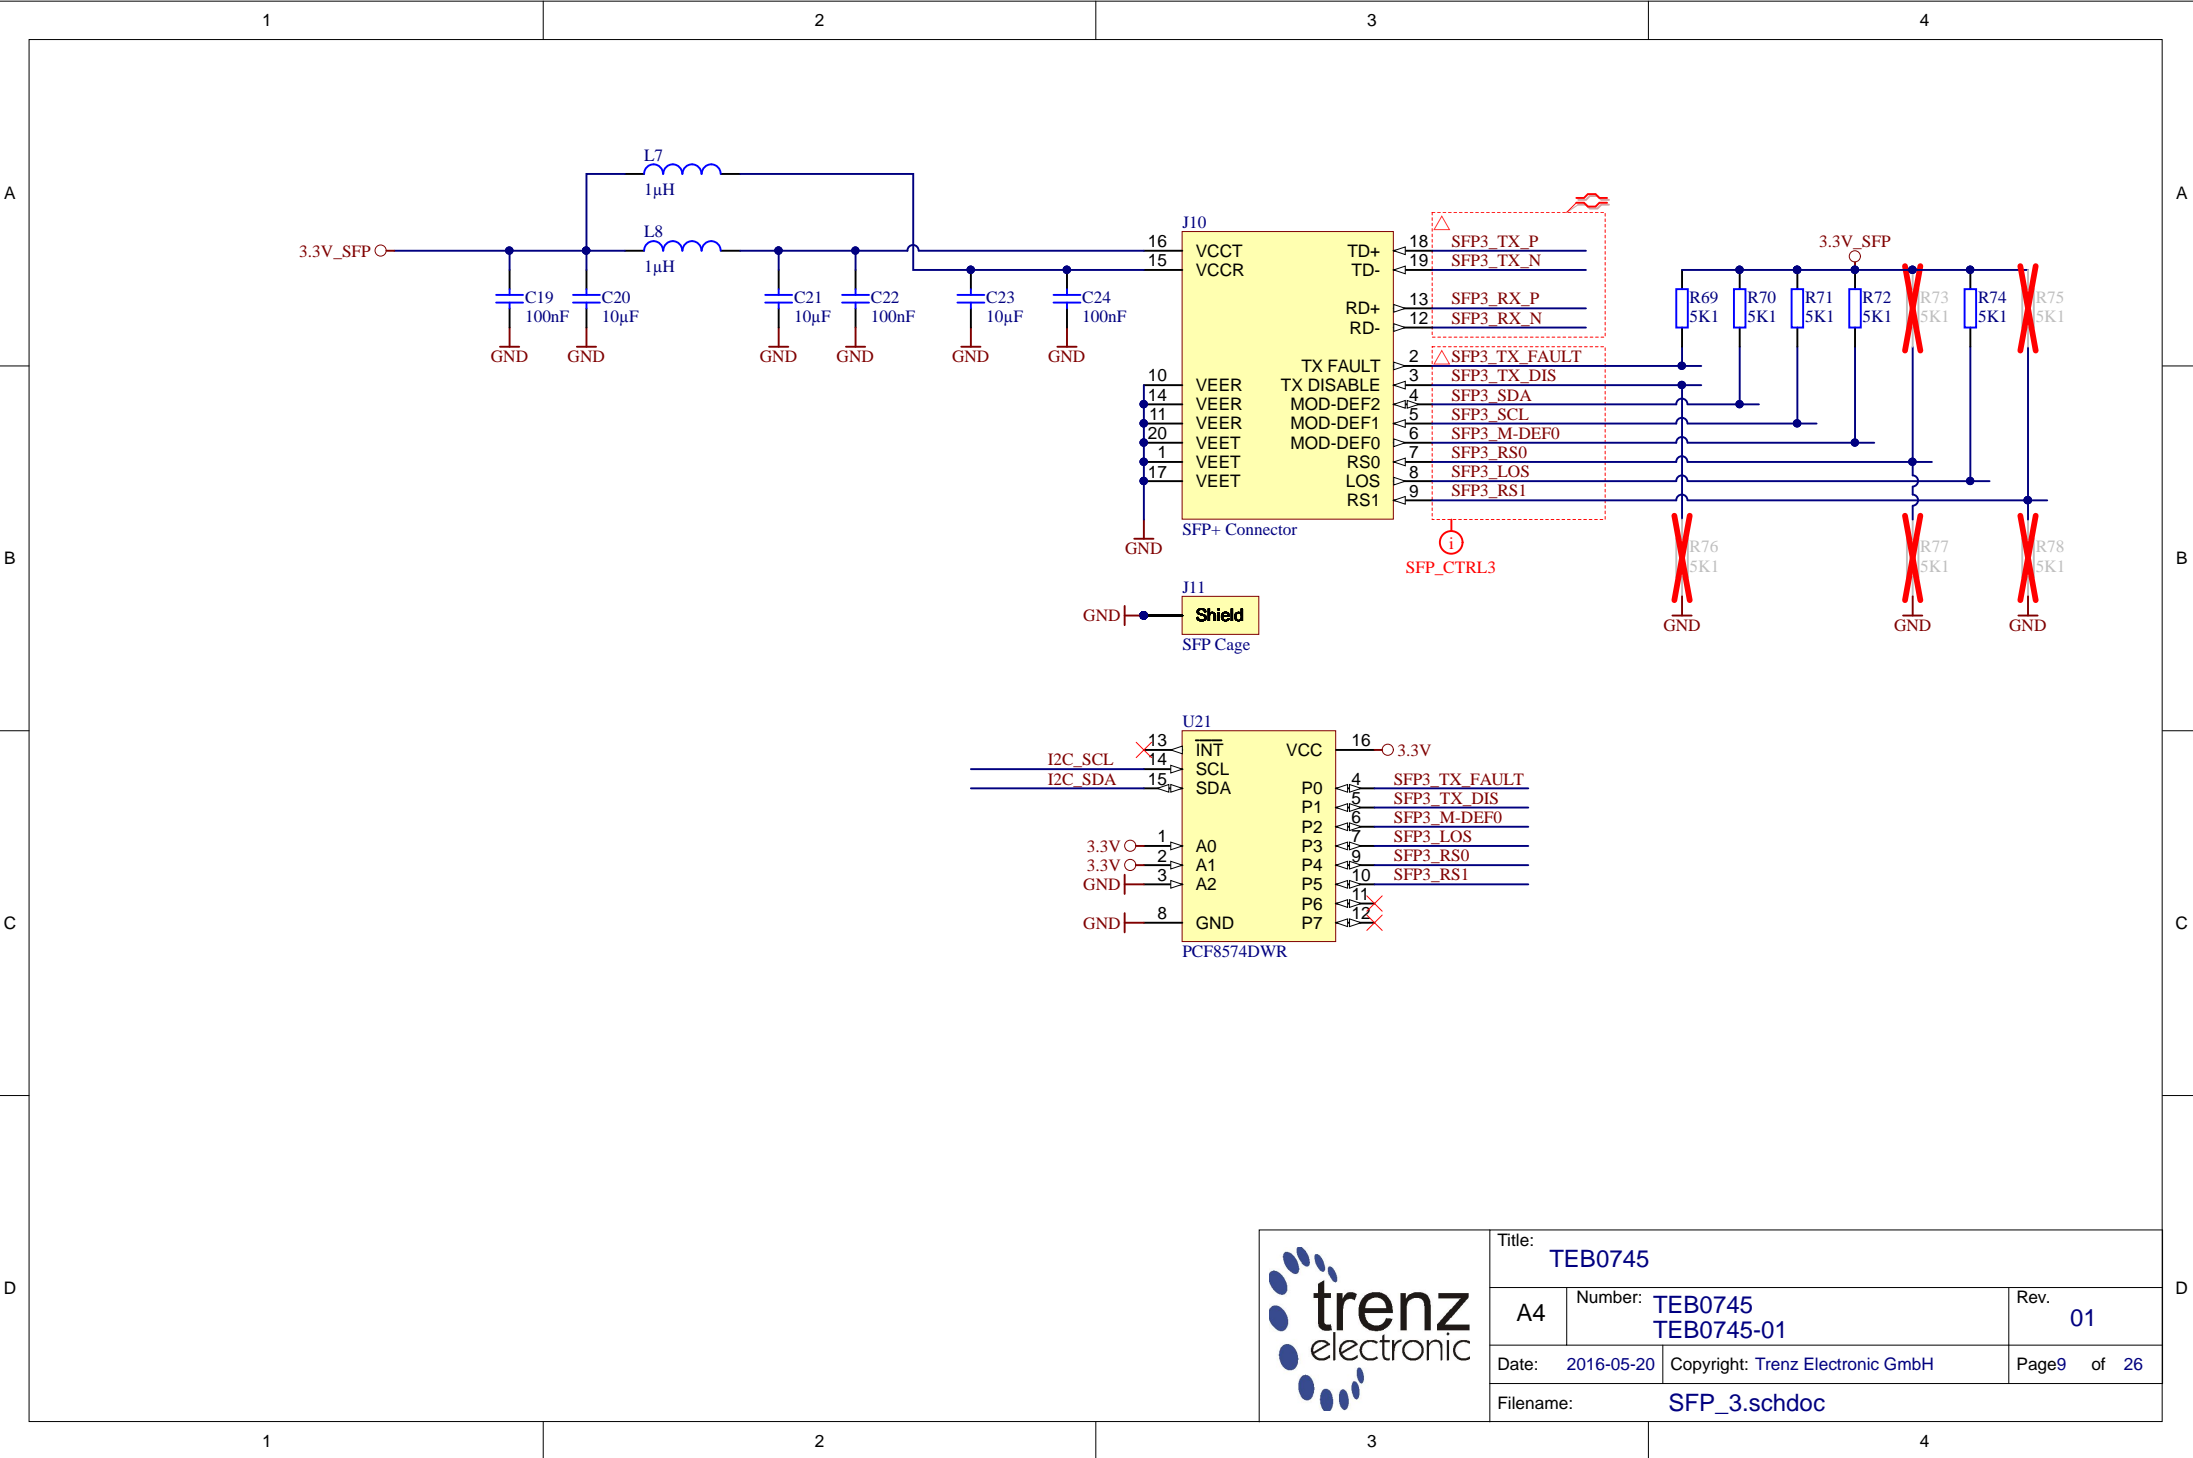 1 2 3 4
A A
L7
1µH
L8
1µH
3.3V_SFP
C19
100nF
C20
10µF
C21
10µF
C22
100nF
C23
10µF
C24
100nF
GND GND GND GND GND GND
J10
16 VCCT
15 VCCR
10 VEER
14 VEER
11 VEER
20 VEET
1 VEET
17 VEET
GND
TD+ 18 SFP3_TX_P
TD- 19 SFP3_TX_N
RD+ 13 SFP3_RX_P
RD- 12 SFP3_RX_N
TX FAULT 2 SFP3_TX_FAULT
TX DISABLE 3 SFP3_TX_DIS
MOD-DEF2 4 SFP3_SDA
MOD-DEF1 5 SFP3_SCL
MOD-DEF0 6 SFP3_M-DEF0
RS0 7 SFP3_RS0
LOS 8 SFP3_LOS
RS1 9 SFP3_RS1
SFP+ Connector
i
SFP_CTRL3
3.3V_SFP
R69
5K1
R70
5K1
R71
5K1
R72
5K1
R73
5K1
R74
5K1
R75
5K1
R76
5K1
R77
5K1
R78
5K1
GND GND GND
B B
J11
GND Shield
SFP Cage
U21
13 INT
I2C_SCL 14 SCL
I2C_SDA 15 SDA
3.3V 1 A0
3.3V 2 A1
GND 3 A2
GND 8 GND
VCC 16 3.3V
P0 4 SFP3_TX_FAULT
P1 5 SFP3_TX_DIS
P2 6 SFP3_M-DEF0
P3 7 SFP3_LOS
P4 9 SFP3_RS0
P5 10 SFP3_RS1
P6 11
P7 12
PCF8574DWR
C C
D D
trenz
electronic
Title:
TEB0745
A4 Number: TEB0745
TEB0745-01
Rev.
01
Date: 2016-05-20 Copyright: Trenz Electronic GmbH Page9 of 26
Filename: SFP_3.schdoc
1 2 3 4